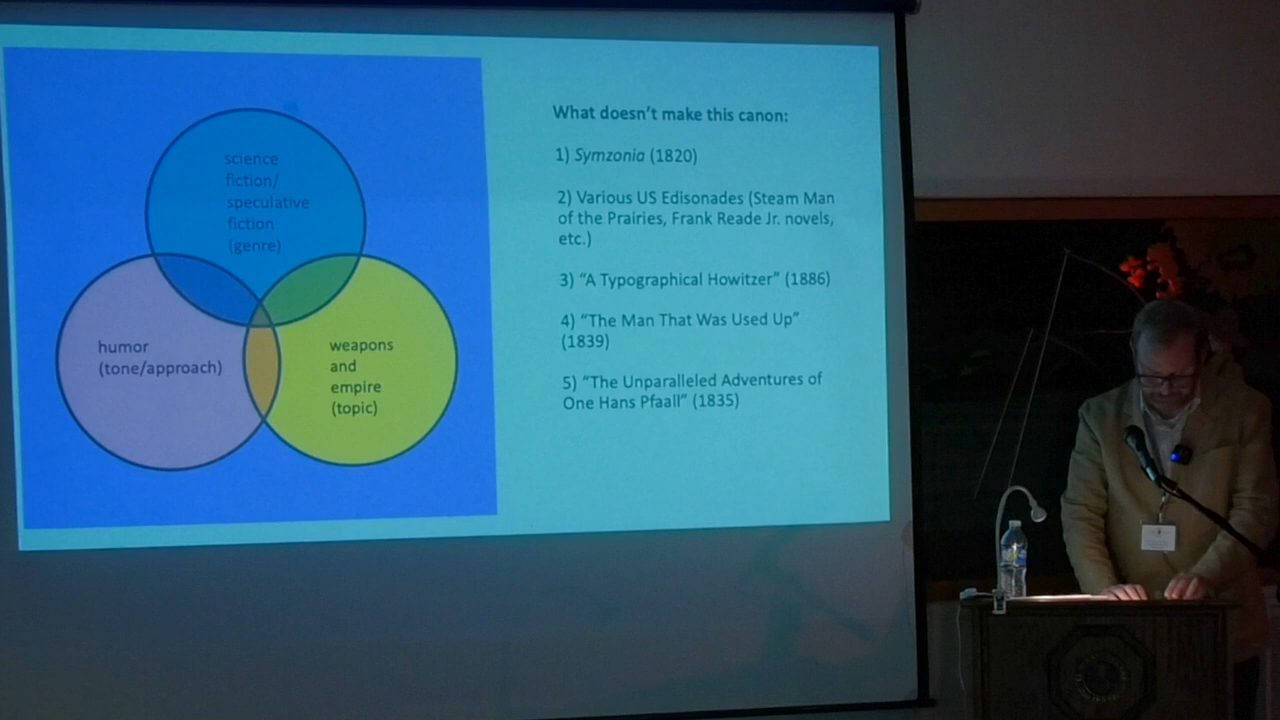 science
fiction/
speculative
fiction
(genre)
humor
(tone/approach)
weapons
and
empire
(topic)
What doesn't make this canon:
1) Symzonia (1820)
2) Various US Edisonades (Steam Man
of the Prairies, Frank Reade Jr. novels,
etc.)
3) “A Typographical Howitzer” (1886)
4) “The Man That Was Used Up”
(1839)
5) “The Unparalleled Adventures of
One Hans Pfaall” (1835)